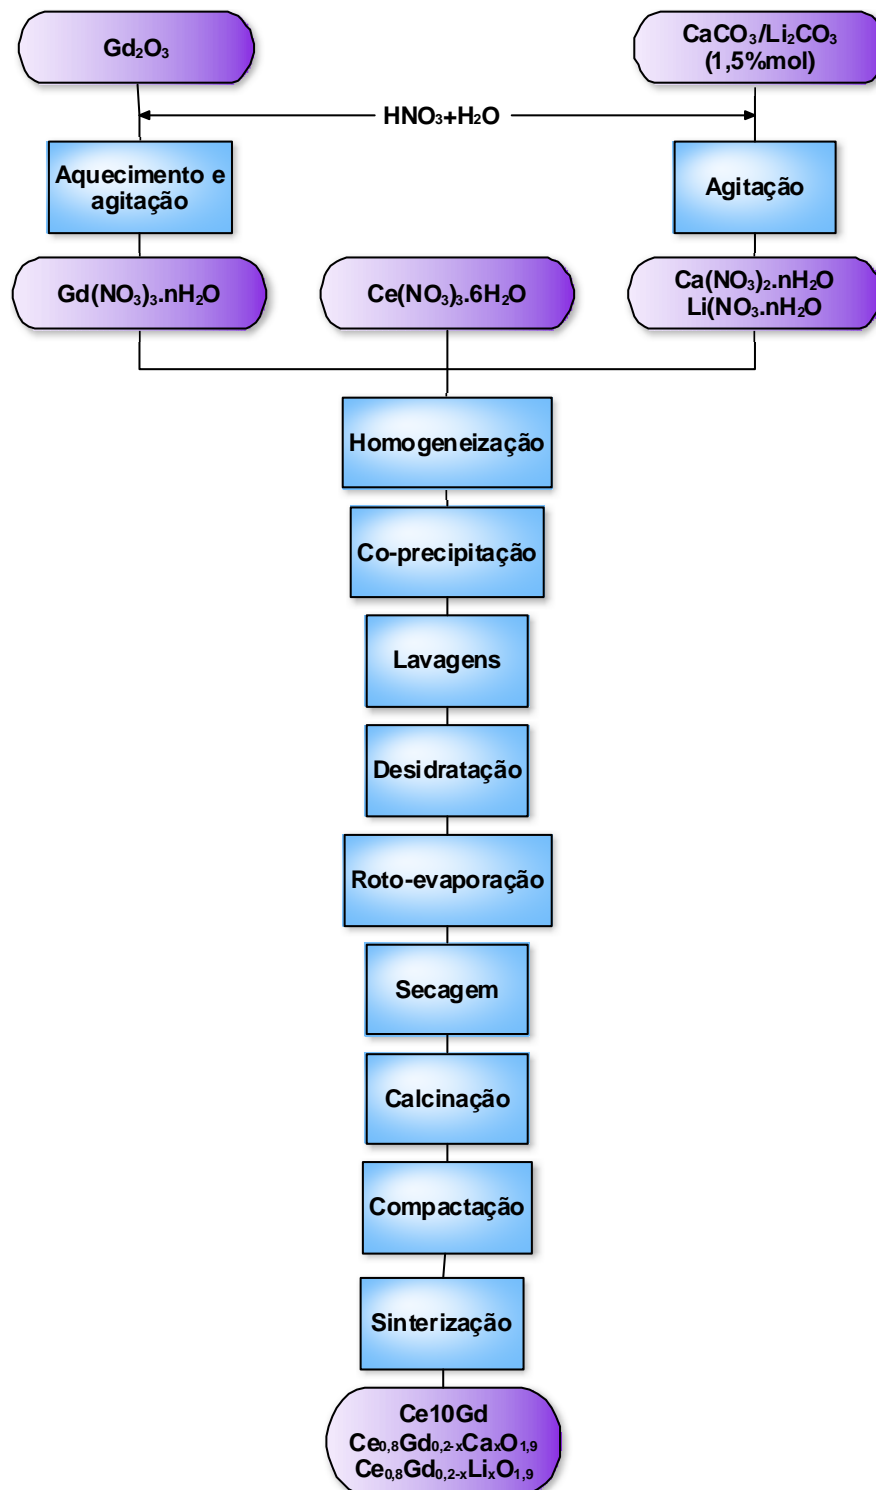 Gd₂O₃
CaCO₃/Li₂CO₃
(1,5%mol)
HNO₃+H₂O
Aquecimento e
agitação
Agitação
Gd(NO₃)₃.nH₂O
Ce(NO₃)₃.6H₂O
Ca(NO₃)₂.nH₂O
Li(NO₃.nH₂O
Homogeneização
Co-precipitação
Lavagens
Desidratação
Roto-evaporação
Secagem
Calcinação
Compactação
Sinterização
Ce10Gd
Ce₀,₈Gd₀,₂₋ₓCaₓO₁,₉
Ce₀,₈Gd₀,₂₋ₓLiₓO₁,₉